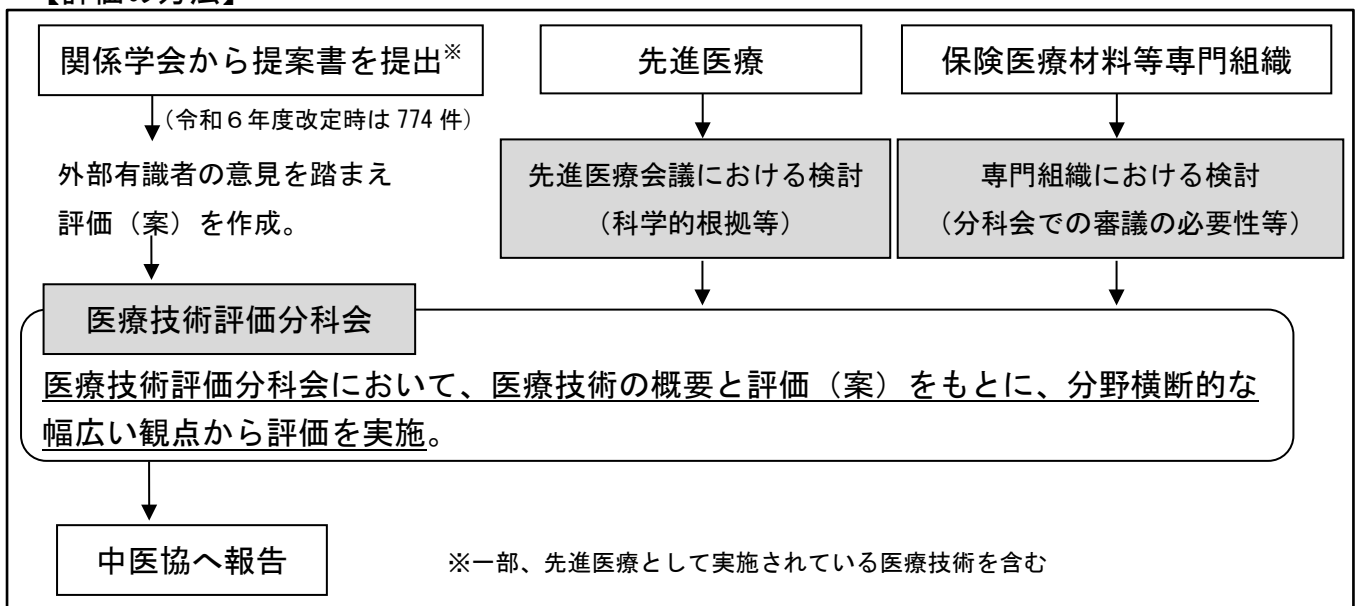 【評価の方法】
関係学会から提案書を提出※
先進医療
保険医療材料等専門組織
（令和６年度改定時は 774 件）
外部有識者の意見を踏まえ
評価（案）を作成。
先進医療会議における検討
（科学的根拠等）
専門組織における検討
（分科会での審議の必要性等）
医療技術評価分科会
医療技術評価分科会において、医療技術の概要と評価（案）をもとに、分野横断的な
幅広い観点から評価を実施。
中医協へ報告
※一部、先進医療として実施されている医療技術を含む